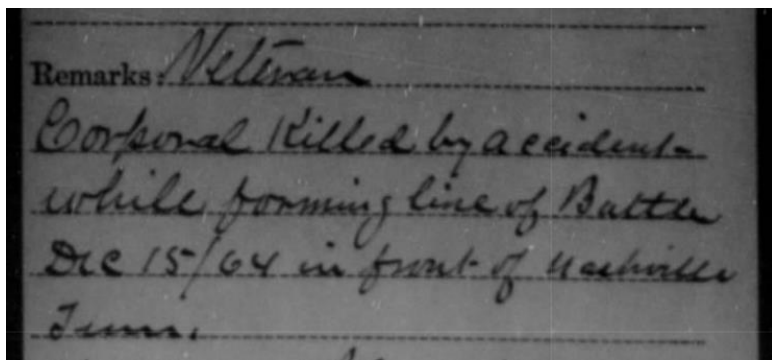 Remarks: Veteran
Corporal Killed by accident
while forming line of Battle
Dec 15/64 in front of Nashville
Tenn.